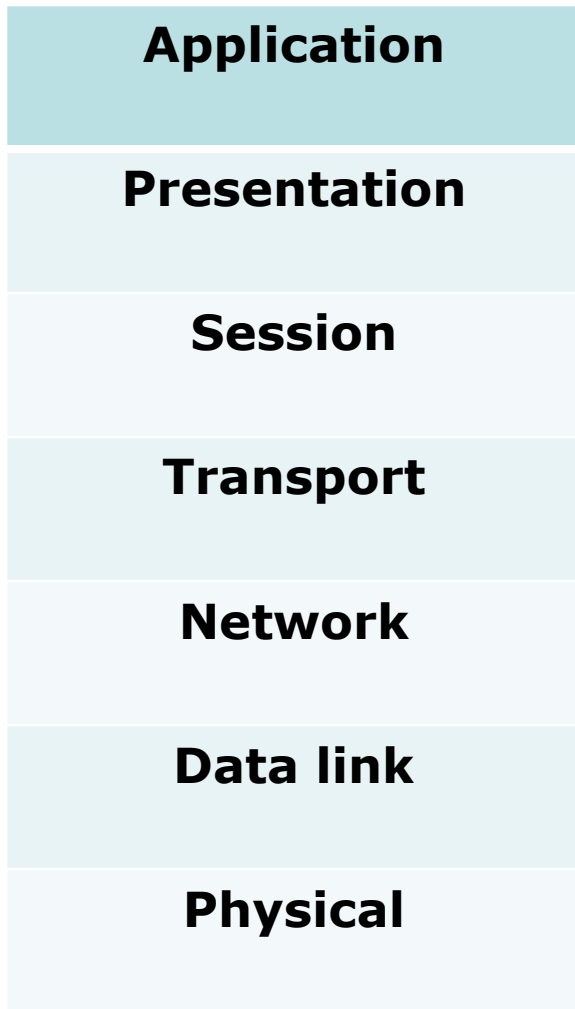 Application
Presentation
Session
Transport
Network
Data link
Physical